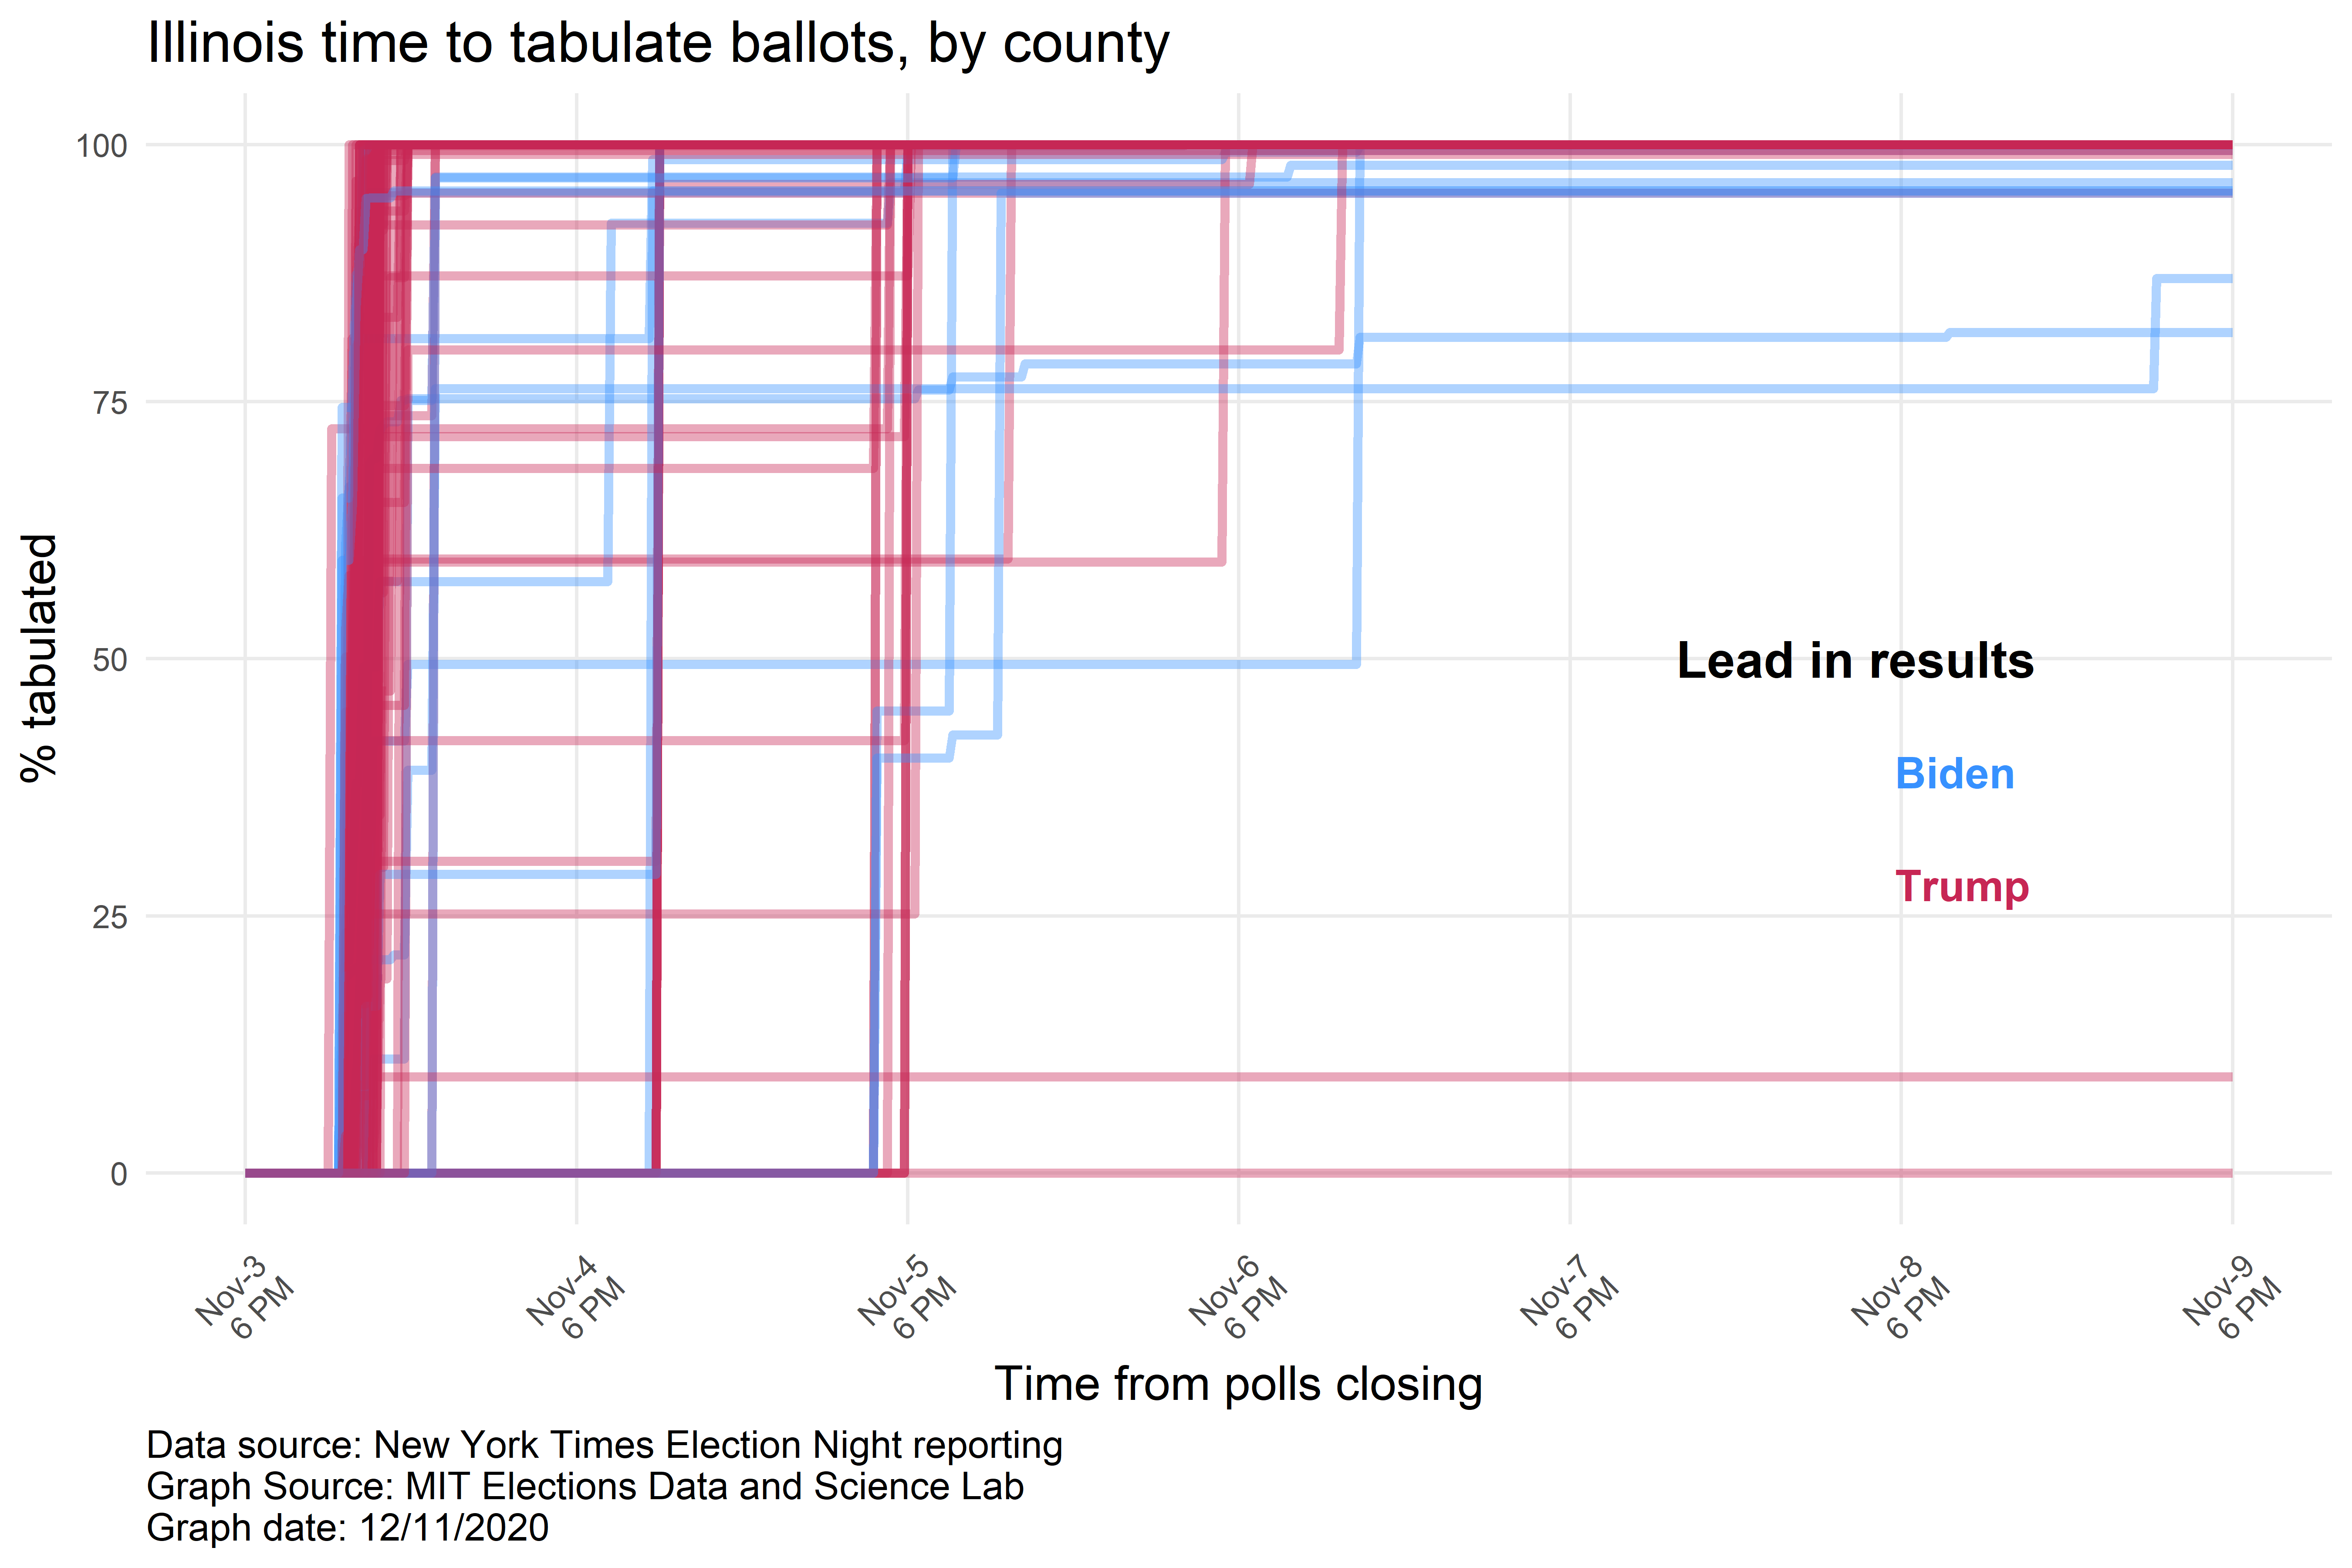 Illinois time to tabulate ballots, by county
% tabulated
100
75
50
25
0
Lead in results
Biden
Trump
Nov-3
6 PM
Nov-4
6 PM
Nov-5
6 PM
Nov-6
6 PM
Nov-7
6 PM
Nov-8
6 PM
Nov-9
6 PM
Time from polls closing
Data source: New York Times Election Night reporting
Graph Source: MIT Elections Data and Science Lab
Graph date: 12/11/2020